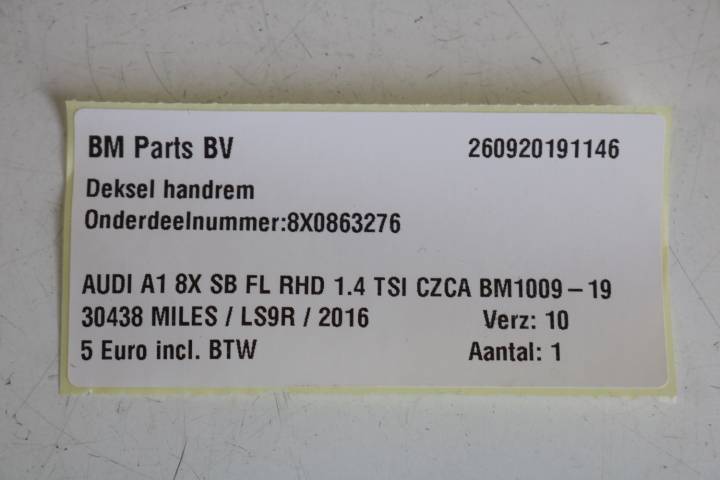 BM Parts BV 260920191146
Deksel handrem
Onderdeelnummer:8X0863276
AUDI A1 8X SB FL RHD 1.4 TSI CZCA BM1009-19
30438 MILES / LS9R / 2016 Verz: 10
5 Euro incl. BTW Aantal: 1